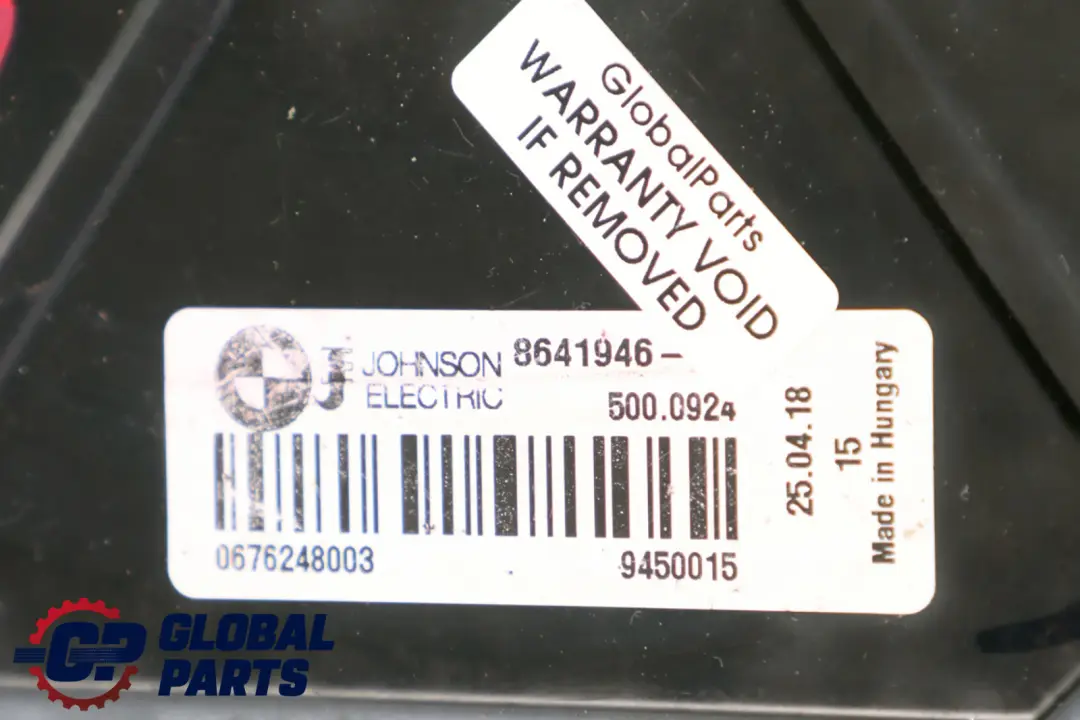 GlobalParts
WARRANTY VOID
IF REMOVED
JOHNSON
ELECTRIC
8641946-
500.0924
0676248003
9450015
25.04.18
15
Made in Hungary
GP GLOBAL
PARTS